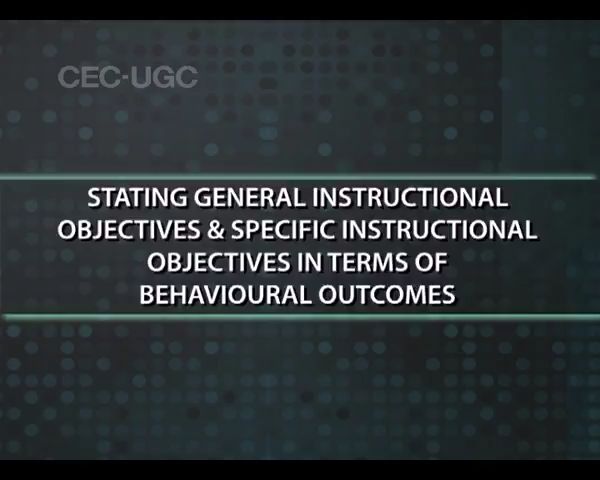 CEC-UGC
STATING GENERAL INSTRUCTIONAL
OBJECTIVES & SPECIFIC INSTRUCTIONAL
OBJECTIVES IN TERMS OF
BEHAVIOURAL OUTCOMES